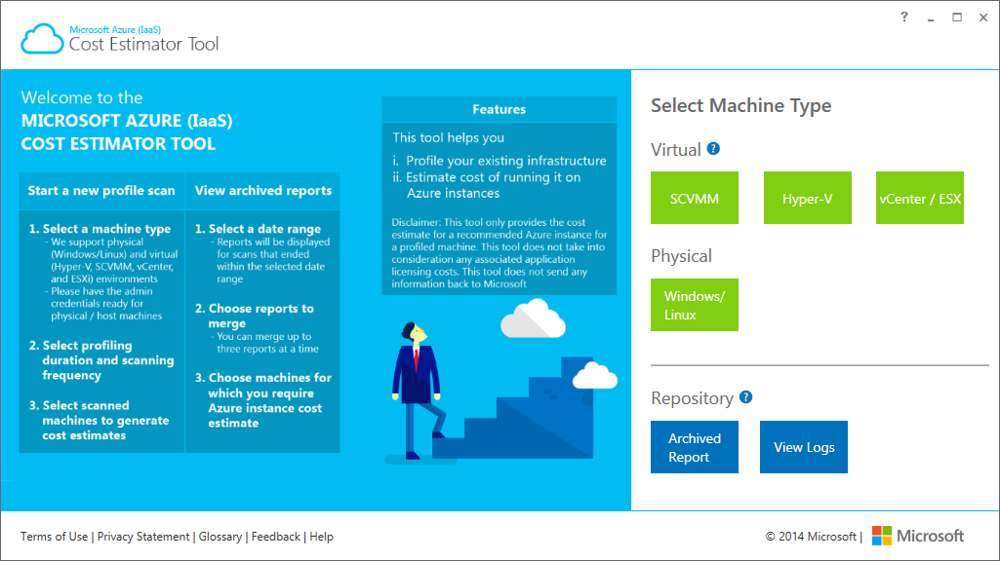 Microsoft Azure (IaaS)
Cost Estimator Tool
?
Welcome to the
MICROSOFT AZURE (IaaS)
COST ESTIMATOR TOOL
Start a new profile scan
1. Select a machine type
- We support physical
(Windows/Linux) and virtual
(Hyper-V, SCVMM, vCenter,
and ESXi) environments
- Please have the admin
credentials ready for
physical / host machines
2. Select profiling
duration and scanning
frequency
3. Select scanned
machines to generate
cost estimates
View archived reports
1. Select a date range
- Reports will be displayed
for scans that ended
within the selected date
range
2. Choose reports to
merge
- You can merge up to
three reports at a time
3. Choose machines for
which you require
Azure instance cost
estimate
Features
This tool helps you
i. Profile your existing infrastructure
ii. Estimate cost of running it on
Azure instances
Disclaimer: This tool only provides the cost
estimate for a recommended Azure instance for
a profiled machine. This tool does not take into
consideration any associated application
licensing costs. This tool does not send any
information back to Microsoft
Select Machine Type
Virtual ?
SCVMM
Hyper-V
vCenter / ESX
Physical
Windows/
Linux
Repository ?
Archived
Report
View Logs
Terms of Use | Privacy Statement | Glossary | Feedback | Help
© 2014 Microsoft |
Microsoft